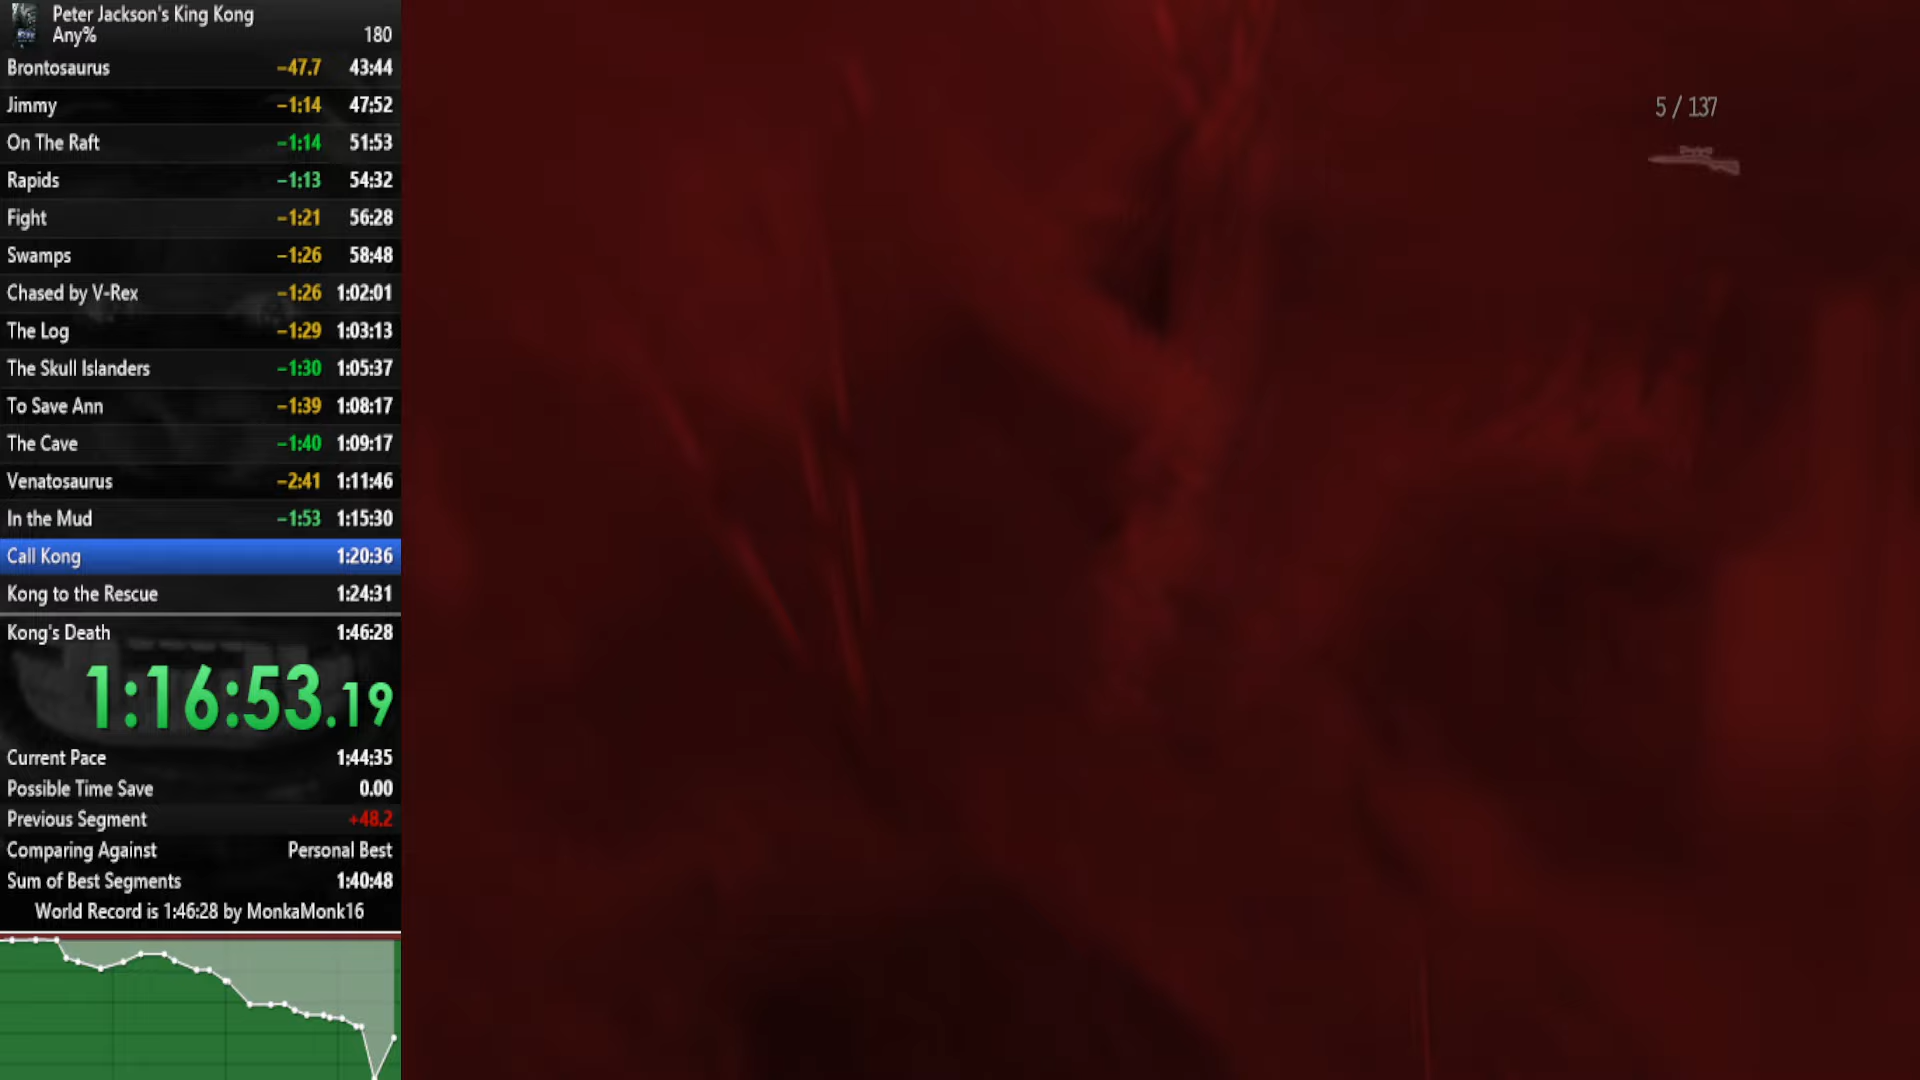 Peter Jackson's King Kong
Any% 180
Brontosaurus −47.7 43:44
Jimmy −1:14 47:52
On The Raft −1:14 51:53
Rapids −1:13 54:32
Fight −1:21 56:28
Swamps −1:26 58:48
Chased by V-Rex −1:26 1:02:01
The Log −1:29 1:03:13
The Skull Islanders −1:30 1:05:37
To Save Ann −1:39 1:08:17
The Cave −1:40 1:09:17
Venatosaurus −2:41 1:11:46
In the Mud −1:53 1:15:30
Call Kong 1:20:36
Kong to the Rescue 1:24:31
Kong's Death 1:46:28
1:16:53.19
Current Pace 1:44:35
Possible Time Save 0.00
Previous Segment +48.2
Comparing Against Personal Best
Sum of Best Segments 1:40:48
World Record is 1:46:28 by MonkaMonk16
5 / 137